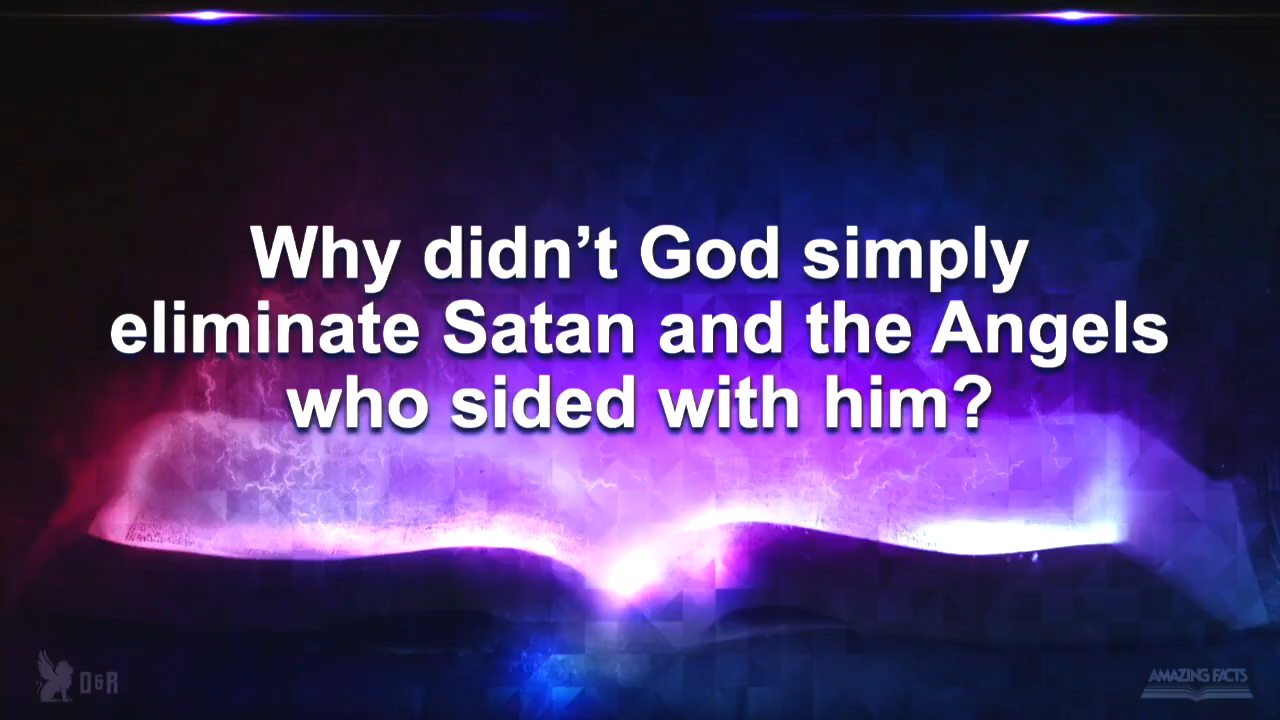 Why didn’t God simply
eliminate Satan and the Angels
who sided with him?
D&R
AMAZING FACTS